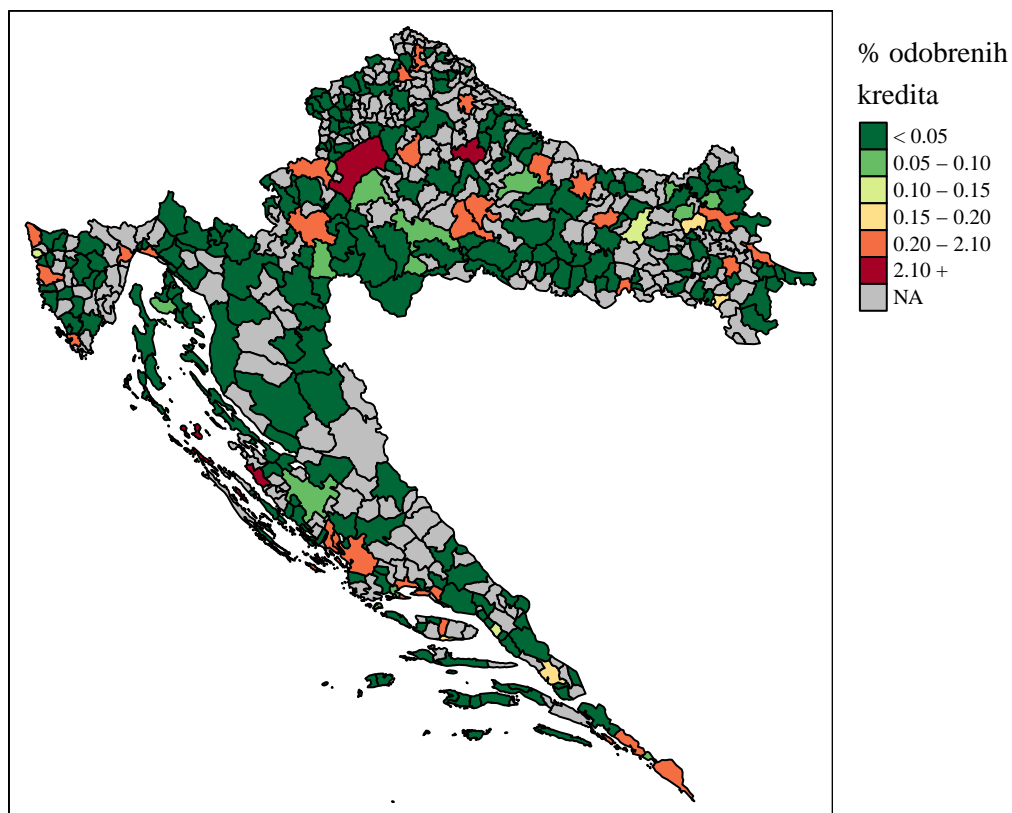 % odobrenih
kredita
< 0.05
0.05 – 0.10
0.10 – 0.15
0.15 – 0.20
0.20 – 2.10
2.10 +
NA